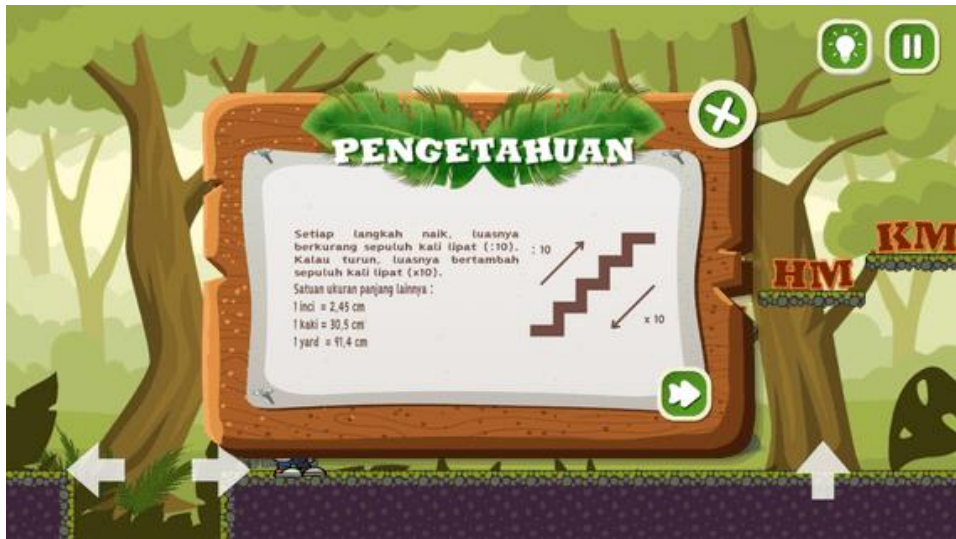 PENGETAHUAN
Setiap langkah naik, luasnya
berkurang sepuluh kali lipat (:10).
Kalau turun, luasnya bertambah
sepuluh kali lipat (x10).
Satuan ukuran panjang lainnya :
1 inci = 2,45 cm
1 kaki = 30,5 cm
1 yard = 91,4 cm
: 10
x 10
KM
HM